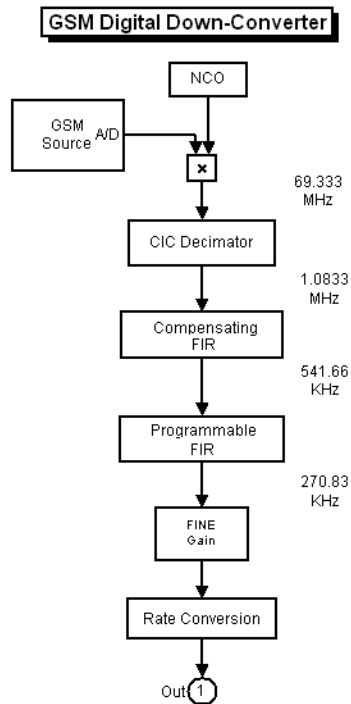 GSM Digital Down-Converter
NCO
GSM
Source
A/D
×
69.333
MHz
CIC Decimator
1.0833
MHz
Compensating
FIR
541.66
KHz
Programmable
FIR
270.83
KHz
FINE
Gain
Rate Conversion
Out 1